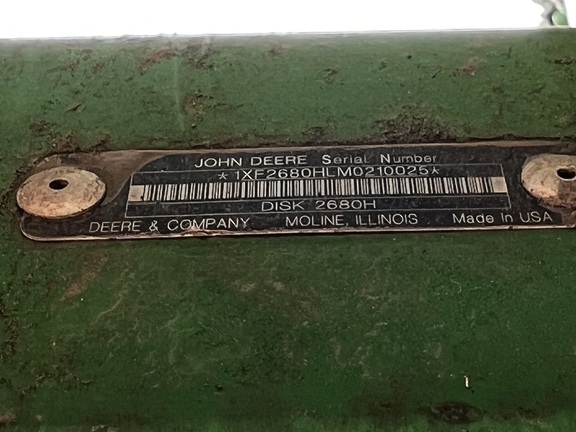 JOHN DEERE Serial Number
*1XF2680HLM0210025*
DISK 2680H
DEERE & COMPANY MOLINE, ILLINOIS Made In USA